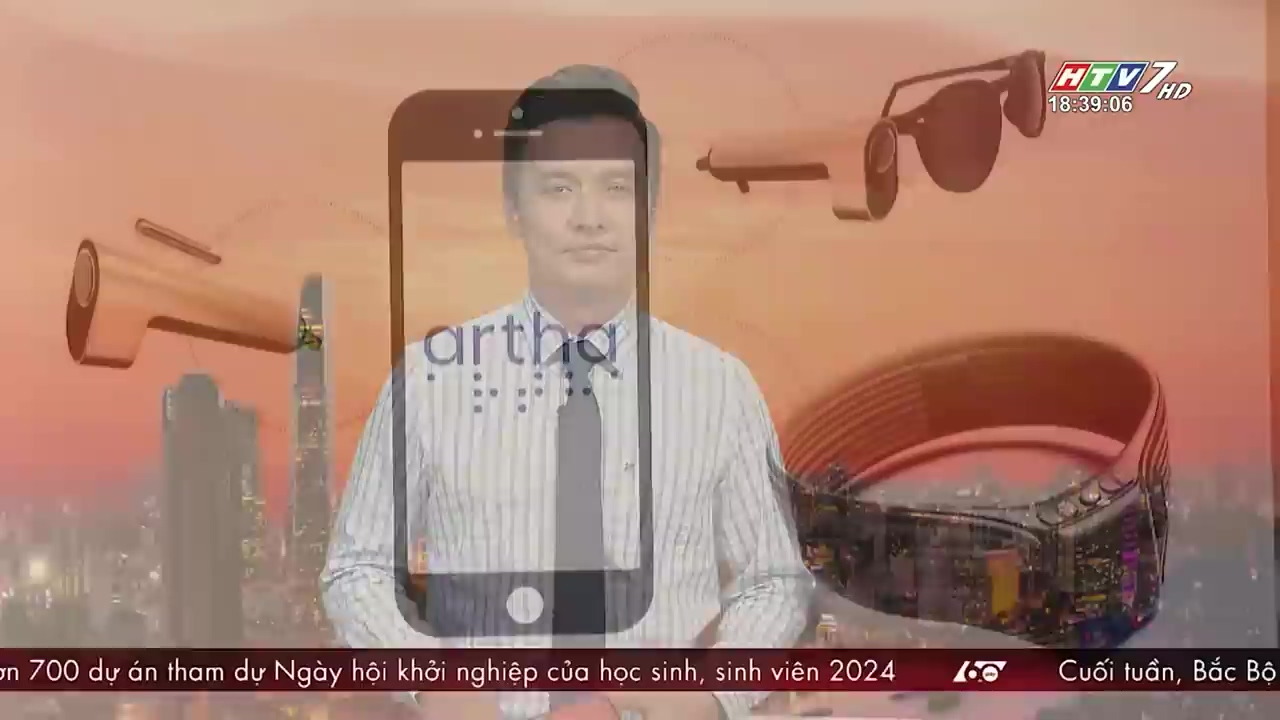 HTV7
HD
18:39:06
artha
700 dự án tham dự Ngày hội khởi nghiệp của học sinh, sinh viên 2024
60
Cuối tuần, Bắc Bộ